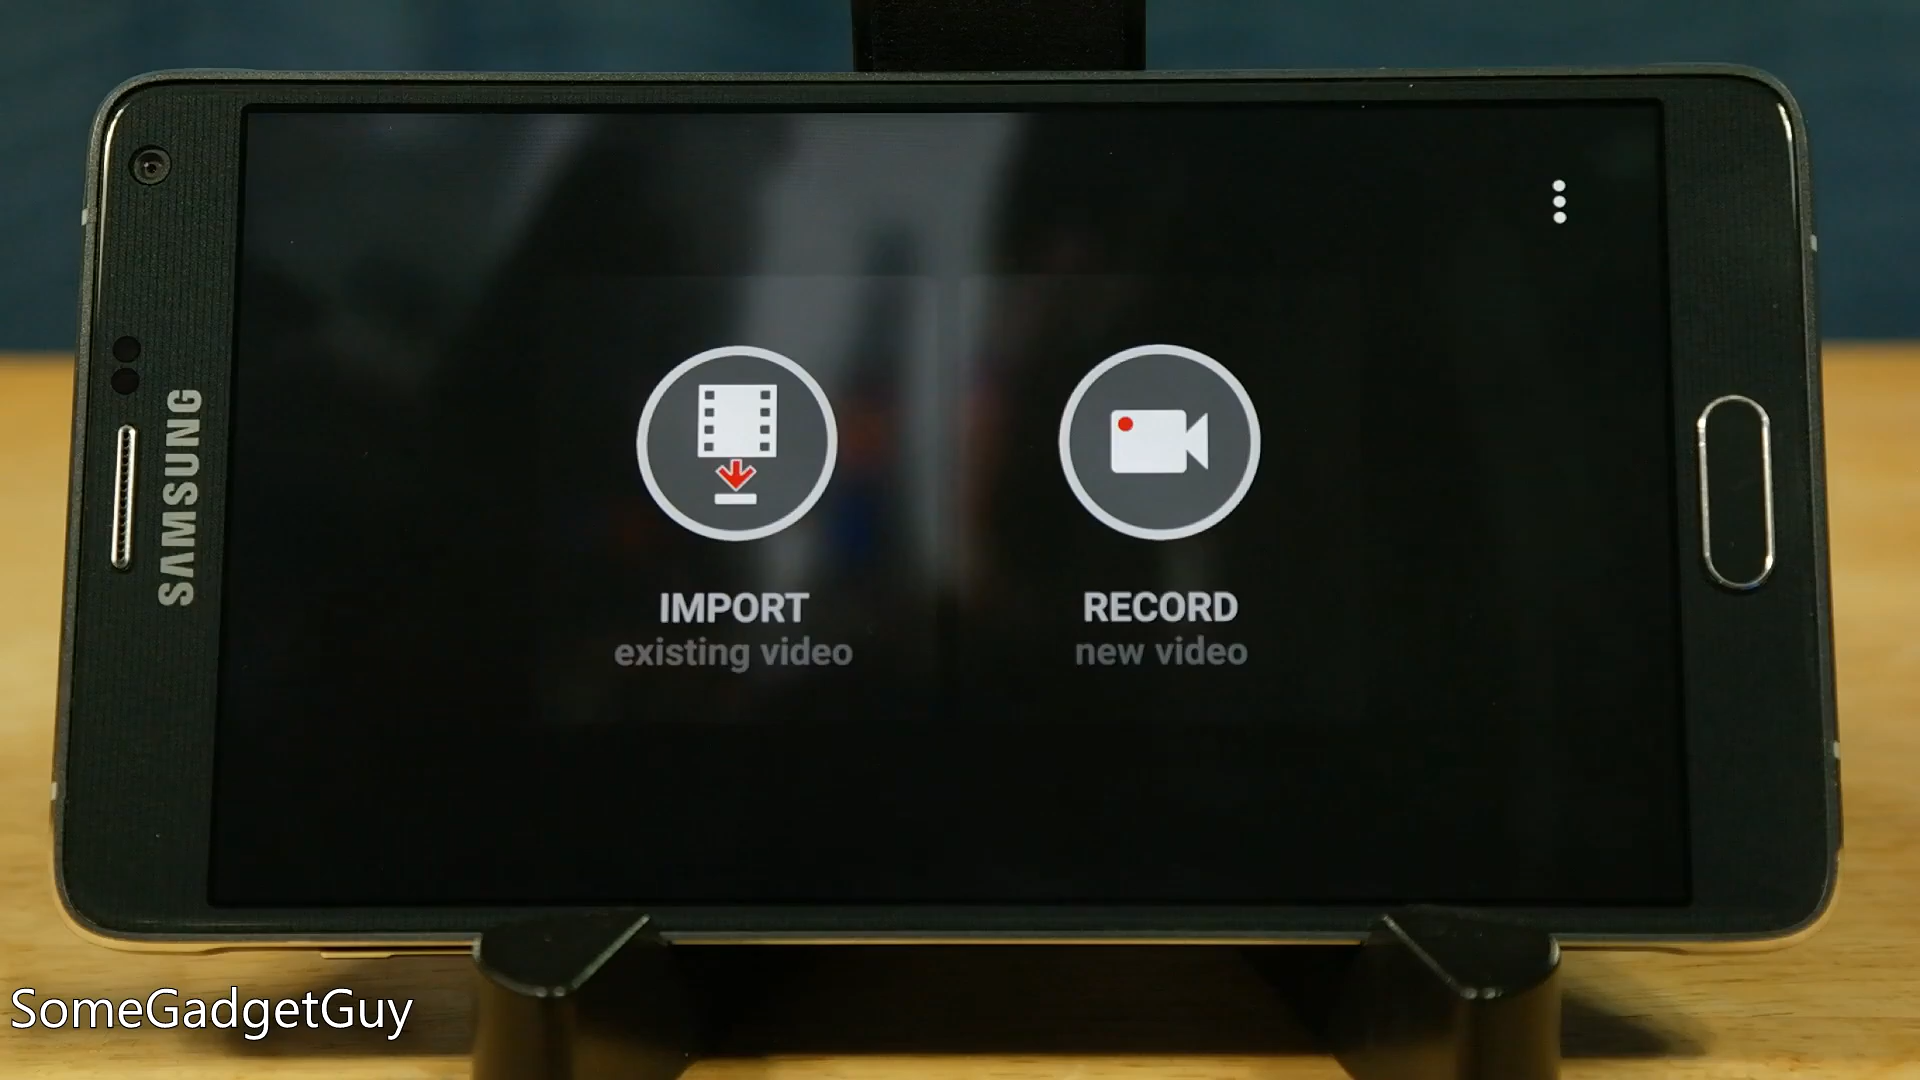 SAMSUNG
IMPORT
existing video
RECORD
new video
SomeGadgetGuy